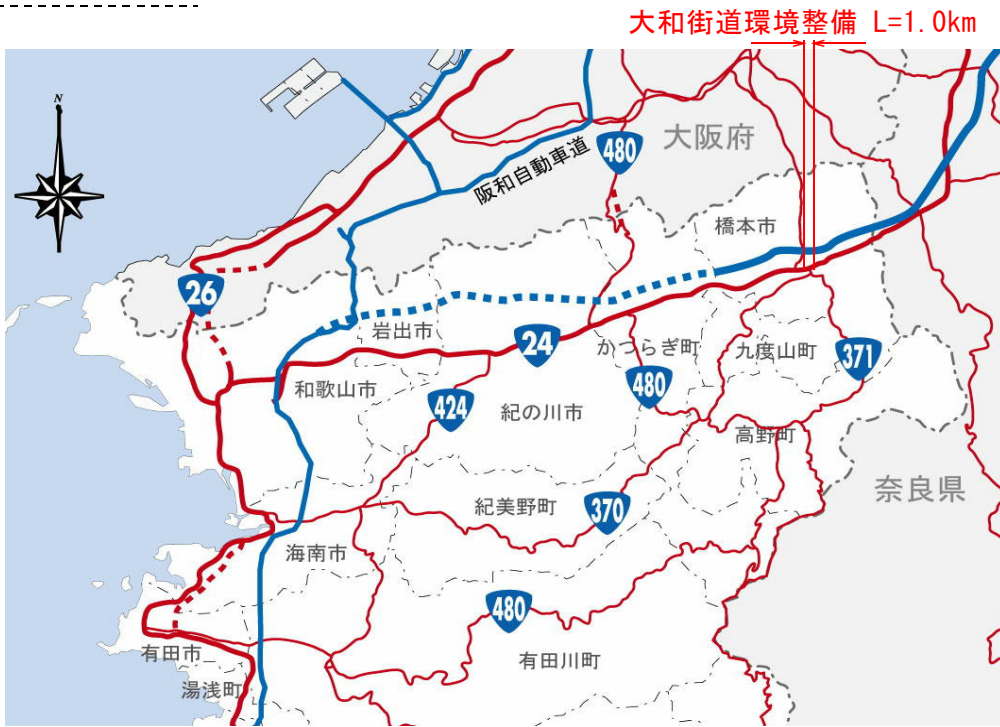 大和街道環境整備 L=1.0km
N
大阪府
480
阪和自動車道
橋本市
26
岩出市
24
かつらぎ町
九度山町
371
和歌山市
424
紀の川市
480
高野町
奈良県
紀美野町
370
海南市
480
有田市
有田川町
湯浅町